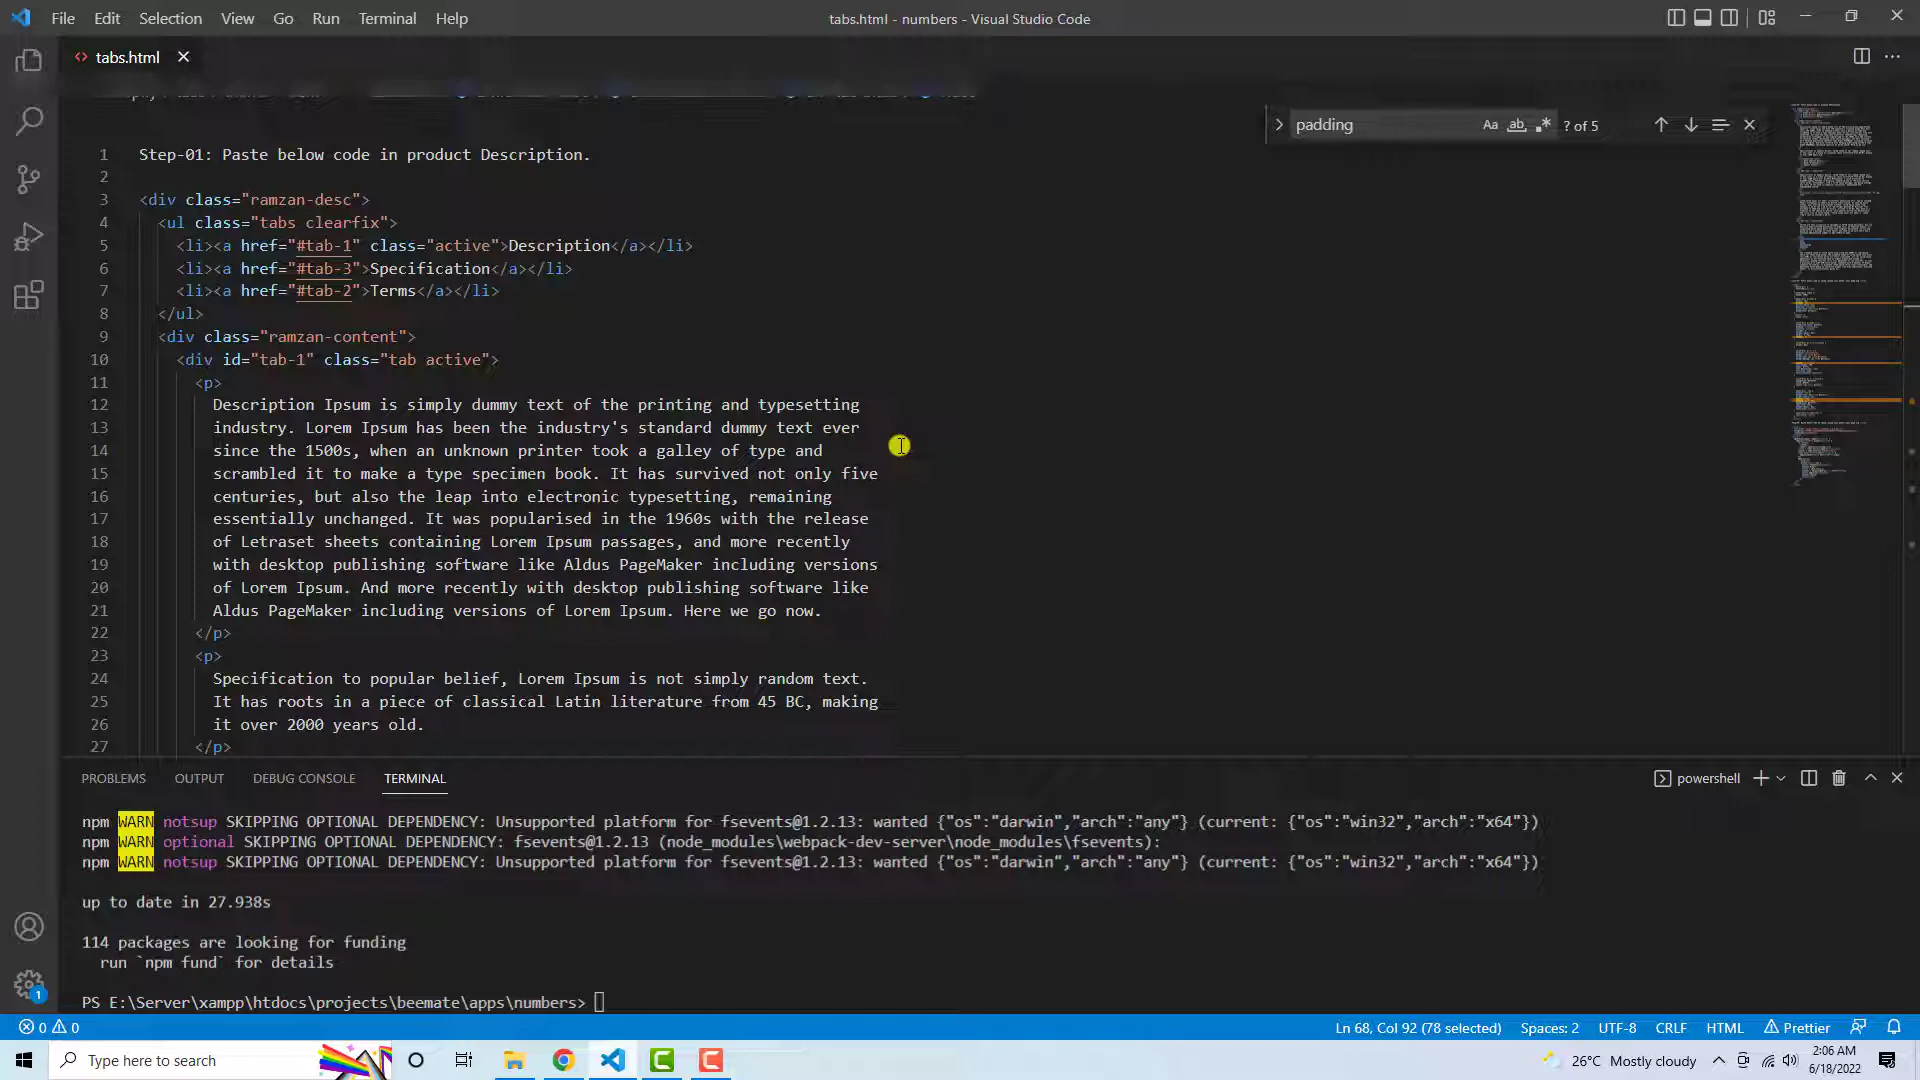 File Edit Selection View Go Run Terminal Help
tabs.html - numbers - Visual Studio Code
tabs.html
padding
Aa ab .* ? of 5
1 Step-01: Paste below code in product Description.
2
3 <div class="ramzan-desc">
4 <ul class="tabs clearfix">
5 <li><a href="#tab-1" class="active">Description</a></li>
6 <li><a href="#tab-3">Specification</a></li>
7 <li><a href="#tab-2">Terms</a></li>
8 </ul>
9 <div class="ramzan-content">
10 <div id="tab-1" class="tab active">
11 <p>
12 Description Ipsum is simply dummy text of the printing and typesetting
13 industry. Lorem Ipsum has been the industry's standard dummy text ever
14 since the 1500s, when an unknown printer took a galley of type and
15 scrambled it to make a type specimen book. It has survived not only five
16 centuries, but also the leap into electronic typesetting, remaining
17 essentially unchanged. It was popularised in the 1960s with the release
18 of Letraset sheets containing Lorem Ipsum passages, and more recently
19 with desktop publishing software like Aldus PageMaker including versions
20 of Lorem Ipsum. And more recently with desktop publishing software like
21 Aldus PageMaker including versions of Lorem Ipsum. Here we go now.
22 </p>
23 <p>
24 Specification to popular belief, Lorem Ipsum is not simply random text.
25 It has roots in a piece of classical Latin literature from 45 BC, making
26 it over 2000 years old.
27 </p>
PROBLEMS OUTPUT DEBUG CONSOLE TERMINAL
powershell
npm WARN notsup SKIPPING OPTIONAL DEPENDENCY: Unsupported platform for fsevents@1.2.13: wanted {"os":"darwin","arch":"any"} (current: {"os":"win32","arch":"x64"})
npm WARN optional SKIPPING OPTIONAL DEPENDENCY: fsevents@1.2.13 (node_modules\webpack-dev-server\node_modules\fsevents):
npm WARN notsup SKIPPING OPTIONAL DEPENDENCY: Unsupported platform for fsevents@1.2.13: wanted {"os":"darwin","arch":"any"} (current: {"os":"win32","arch":"x64"})
up to date in 27.938s
114 packages are looking for funding
run `npm fund` for details
PS E:\Server\xampp\htdocs\projects\beemate\apps\numbers>
1
0 0
Ln 68, Col 92 (78 selected) Spaces: 2 UTF-8 CRLF HTML Prettier
Type here to search
26°C Mostly cloudy
2:06 AM
6/18/2022